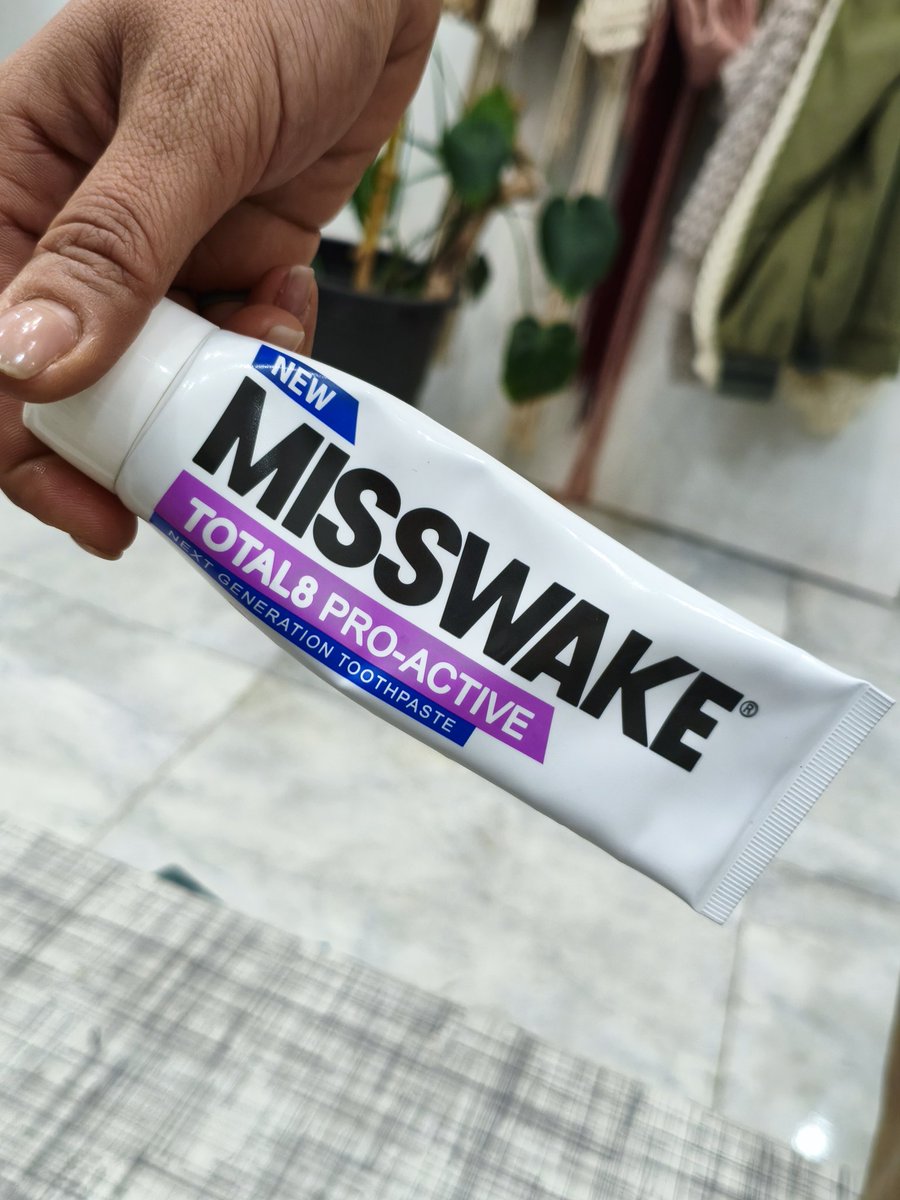 NEW
MISSWAKE®
TOTAL8 PRO-ACTIVE
NEXT GENERATION TOOTHPASTE